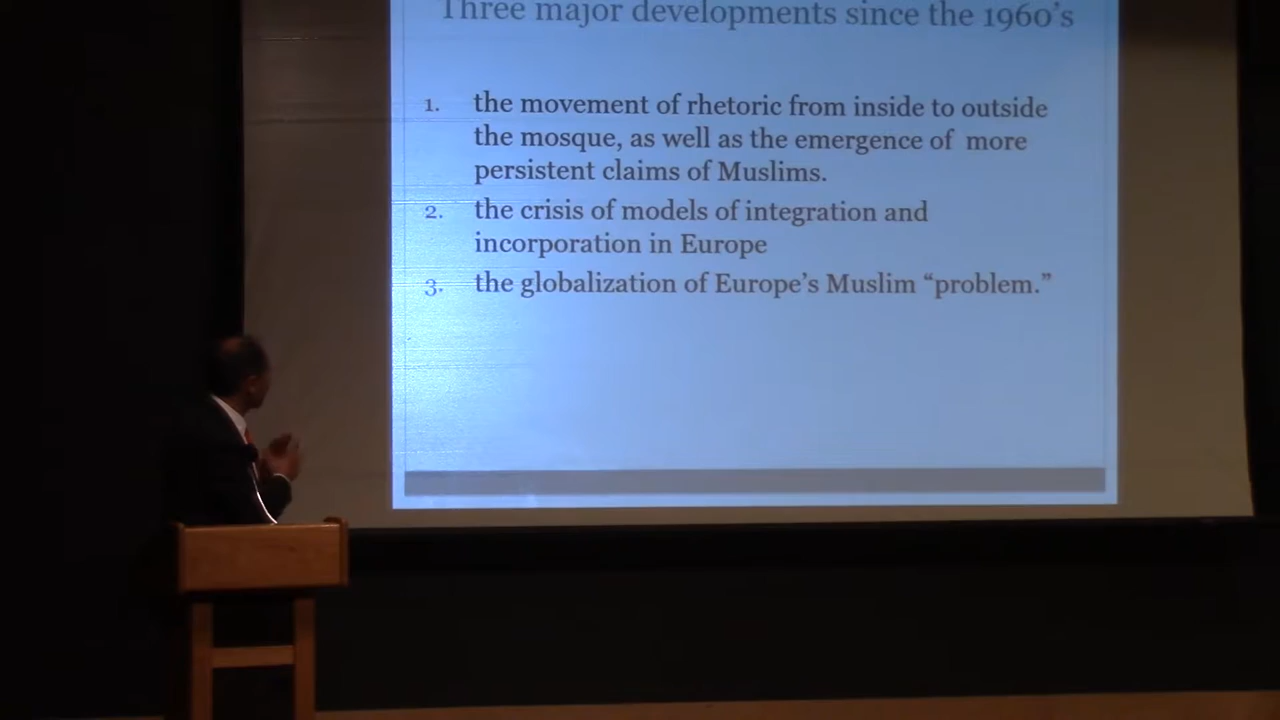 Three major developments since the 1960's
1. the movement of rhetoric from inside to outside
the mosque, as well as the emergence of more
persistent claims of Muslims.
2. the crisis of models of integration and
incorporation in Europe
3. the globalization of Europe's Muslim “problem.”